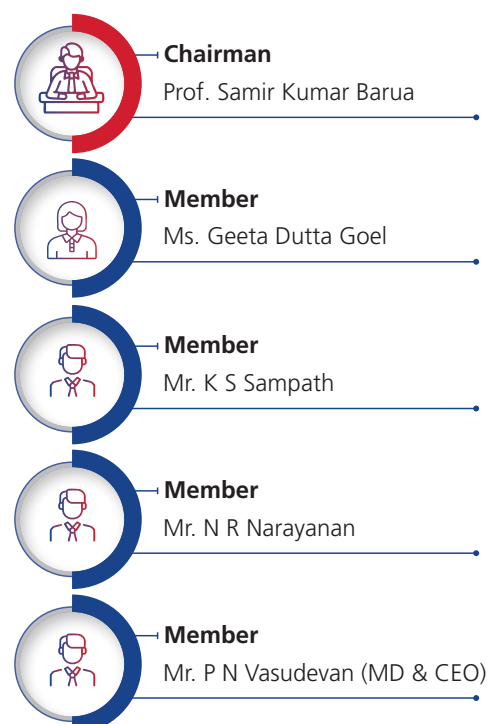 Chairman
Prof. Samir Kumar Barua
Member
Ms. Geeta Dutta Goel
Member
Mr. K S Sampath
Member
Mr. N R Narayanan
Member
Mr. P N Vasudevan (MD & CEO)